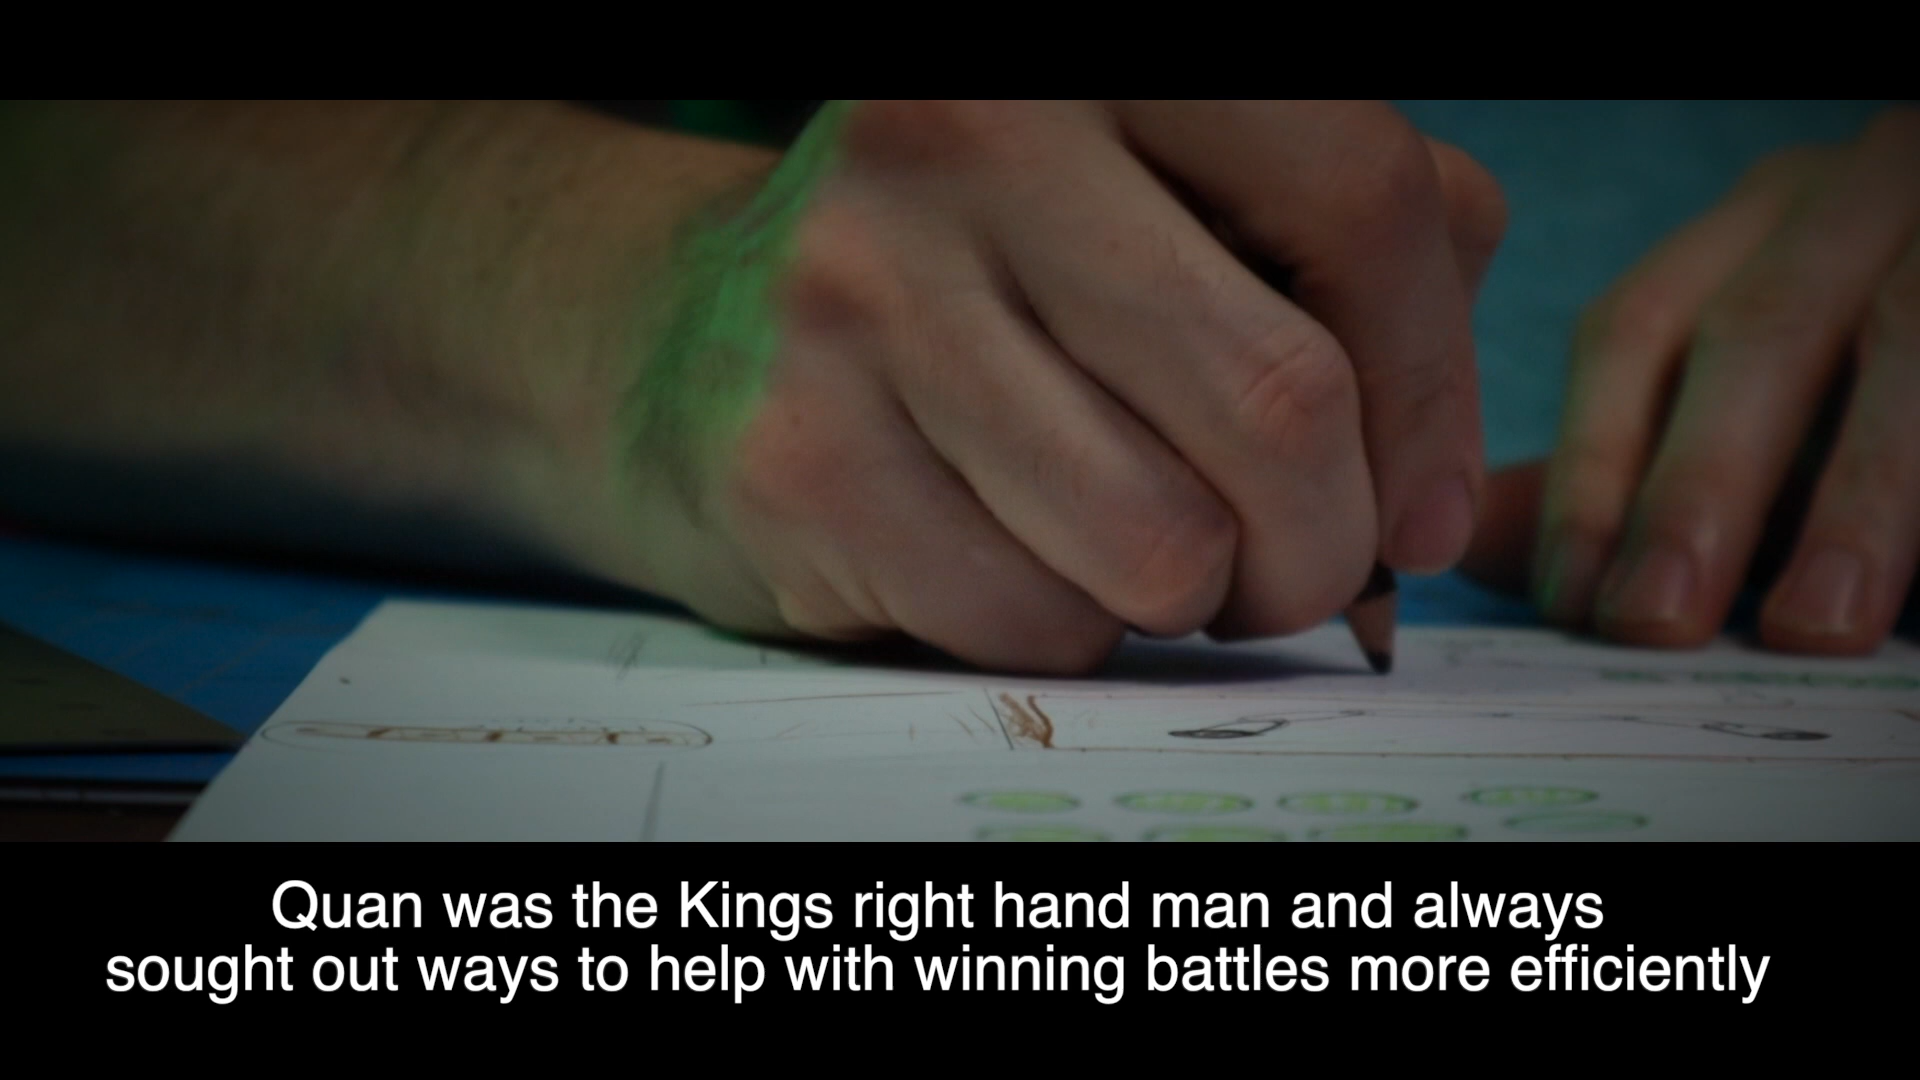 Quan was the Kings right hand man and always
sought out ways to help with winning battles more efficiently